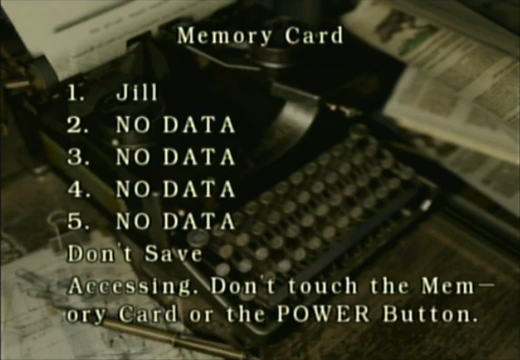 Memory Card
1. Jill
2. NO DATA
3. NO DATA
4. NO DATA
5. NO DATA
Don't Save
Accessing. Don't touch the Mem-
ory Card or the POWER Button.